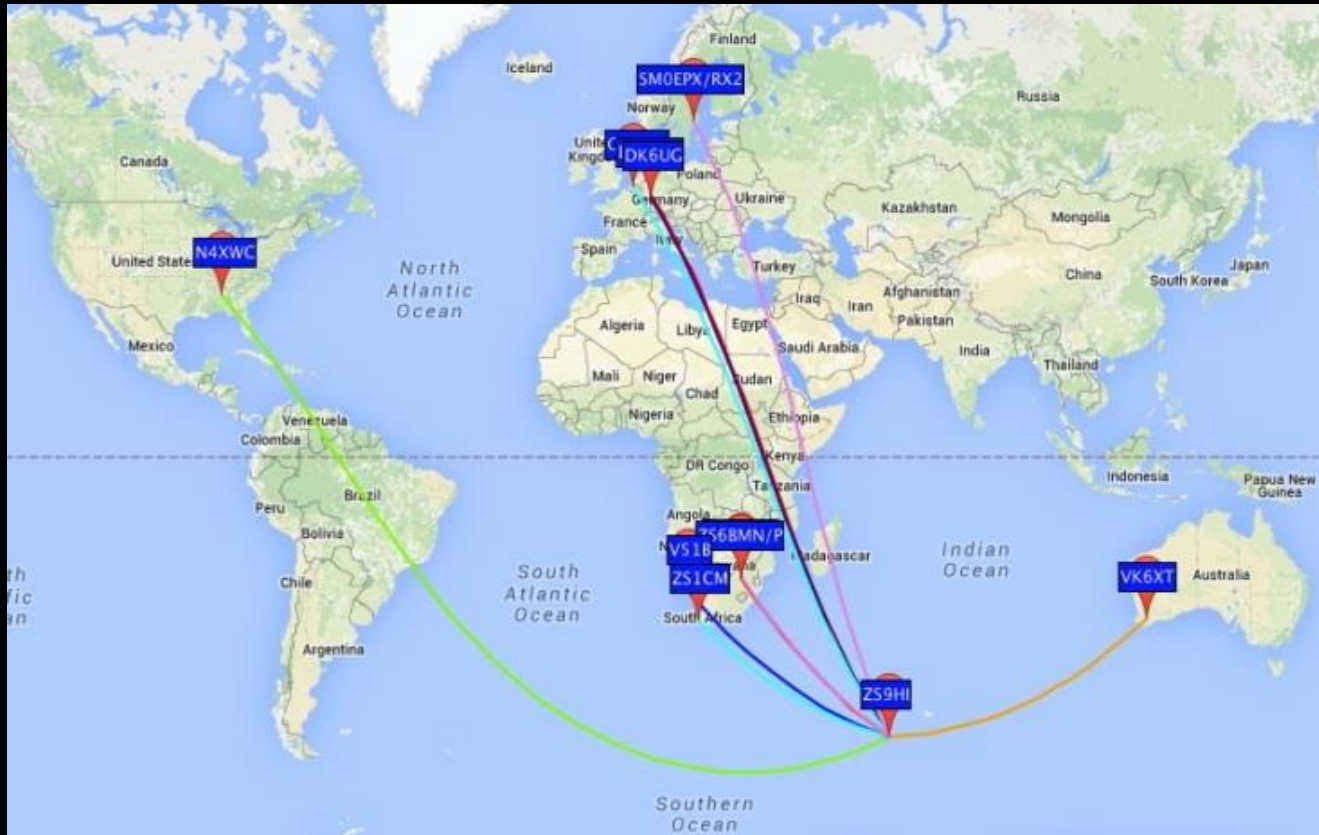 Finland
Iceland
SM0EPX/RX2
Russia
Norway
Canada
DK6UG
Poland
Germany
Ukraine
Kazakhstan
Mongolia
France
Italy
N4XWC
United States
Spain
Turkey
North
Atlantic
Ocean
China
South Korea
Japan
Iraq
Iran
Afghanistan
Pakistan
Algeria
Libya
Egypt
Saudi Arabia
Mexico
India
Thailand
Mali
Niger
Chad
Sudan
Nigeria
Ethiopia
Venezuela
Colombia
DR Congo
Kenya
Tanzania
Indonesia
Papua New
Guinea
Brazil
Peru
Angola
Bolivia
ZS6BMN/P
VS1B
Madagascar
Indian
Ocean
VK6XT
Australia
ZS1CM
Chile
South
Atlantic
Ocean
South Africa
Argentina
ZS9HI
Southern
Ocean